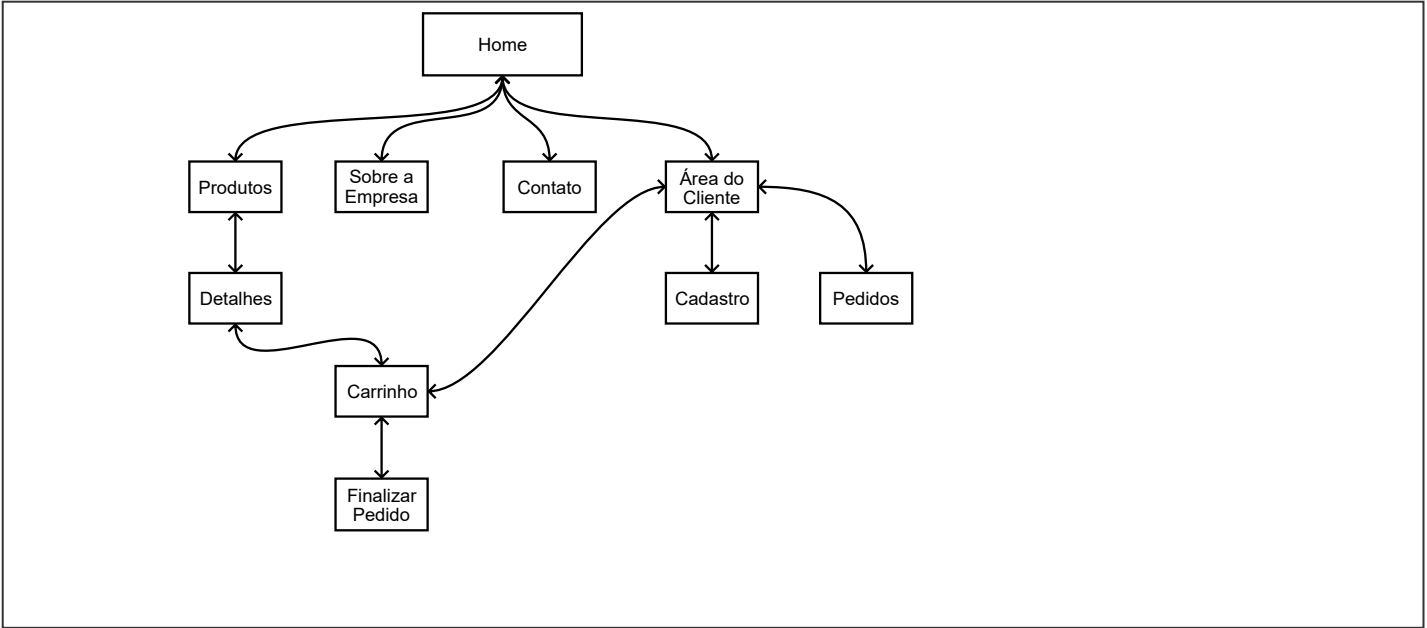 Home
Produtos
Sobre a
Empresa
Contato
Área do
Cliente
Detalhes
Cadastro
Pedidos
Carrinho
Finalizar
Pedido